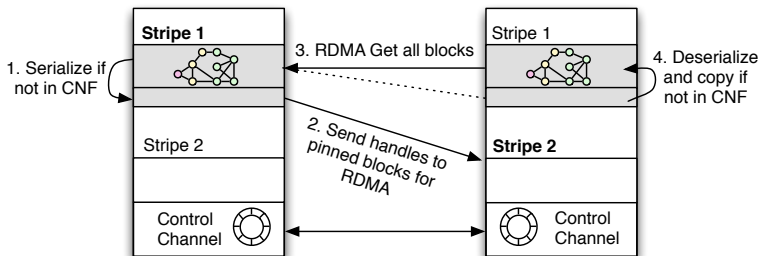 Stripe 1
1. Serialize if
not in CNF
3. RDMA Get all blocks
Stripe 1
4. Deserialize
and copy if
not in CNF
Stripe 2
2. Send handles to
pinned blocks for
RDMA
Stripe 2
Control
Channel
Control
Channel